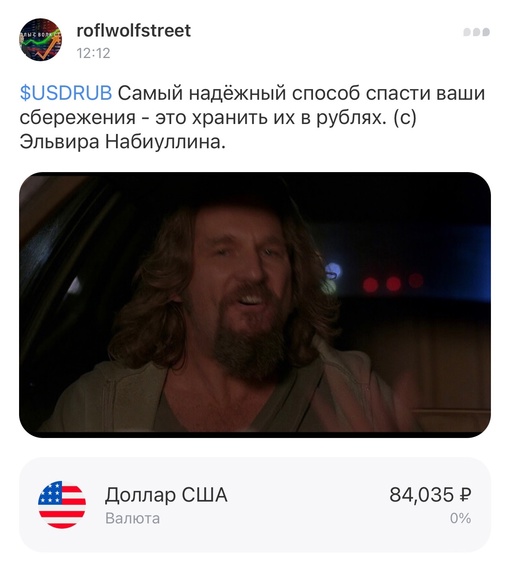 roflwolfstreet
12:12
$USDRUB Самый надёжный способ спасти ваши
сбережения - это хранить их в рублях. (с)
Эльвира Набиуллина.
Доллар США
84,035 ₽
Валюта
0%